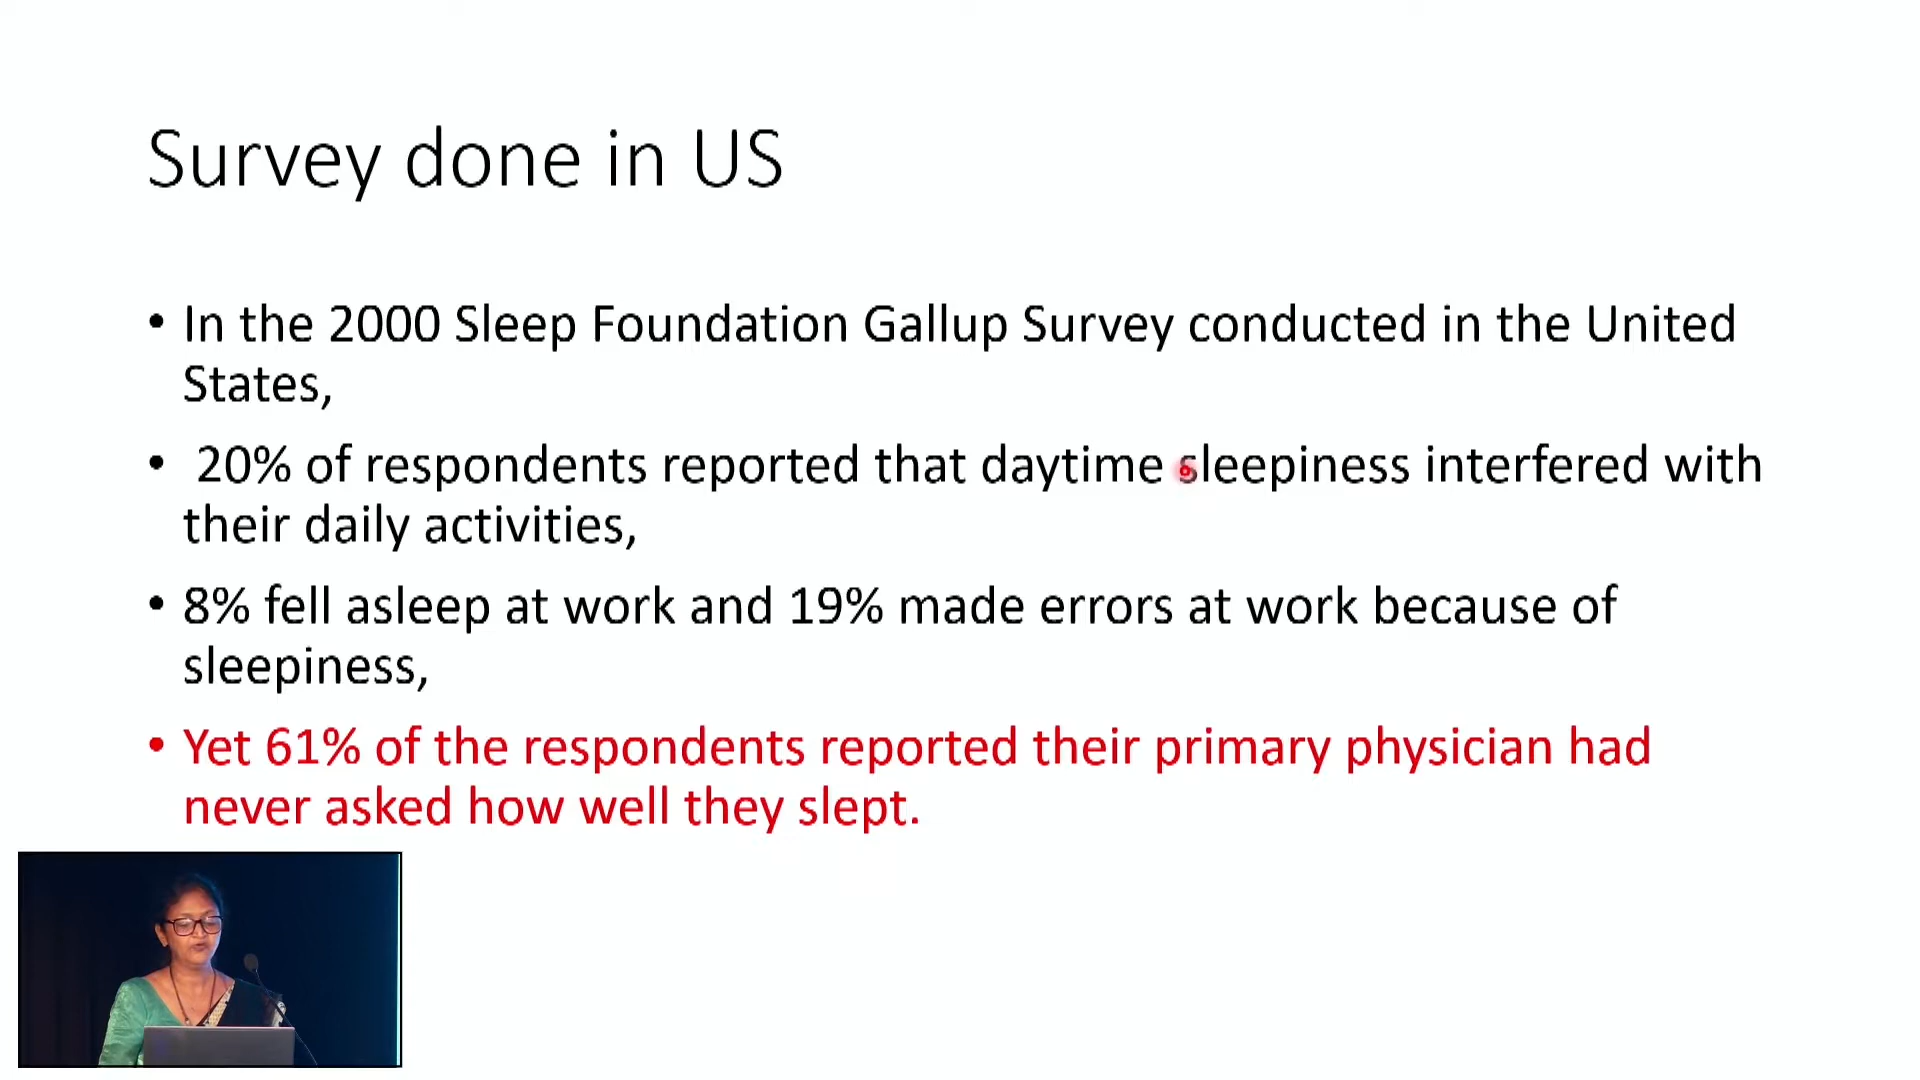 Survey done in US
• In the 2000 Sleep Foundation Gallup Survey conducted in the United
States,
• 20% of respondents reported that daytime sleepiness interfered with
their daily activities,
• 8% fell asleep at work and 19% made errors at work because of
sleepiness,
• Yet 61% of the respondents reported their primary physician had
never asked how well they slept.